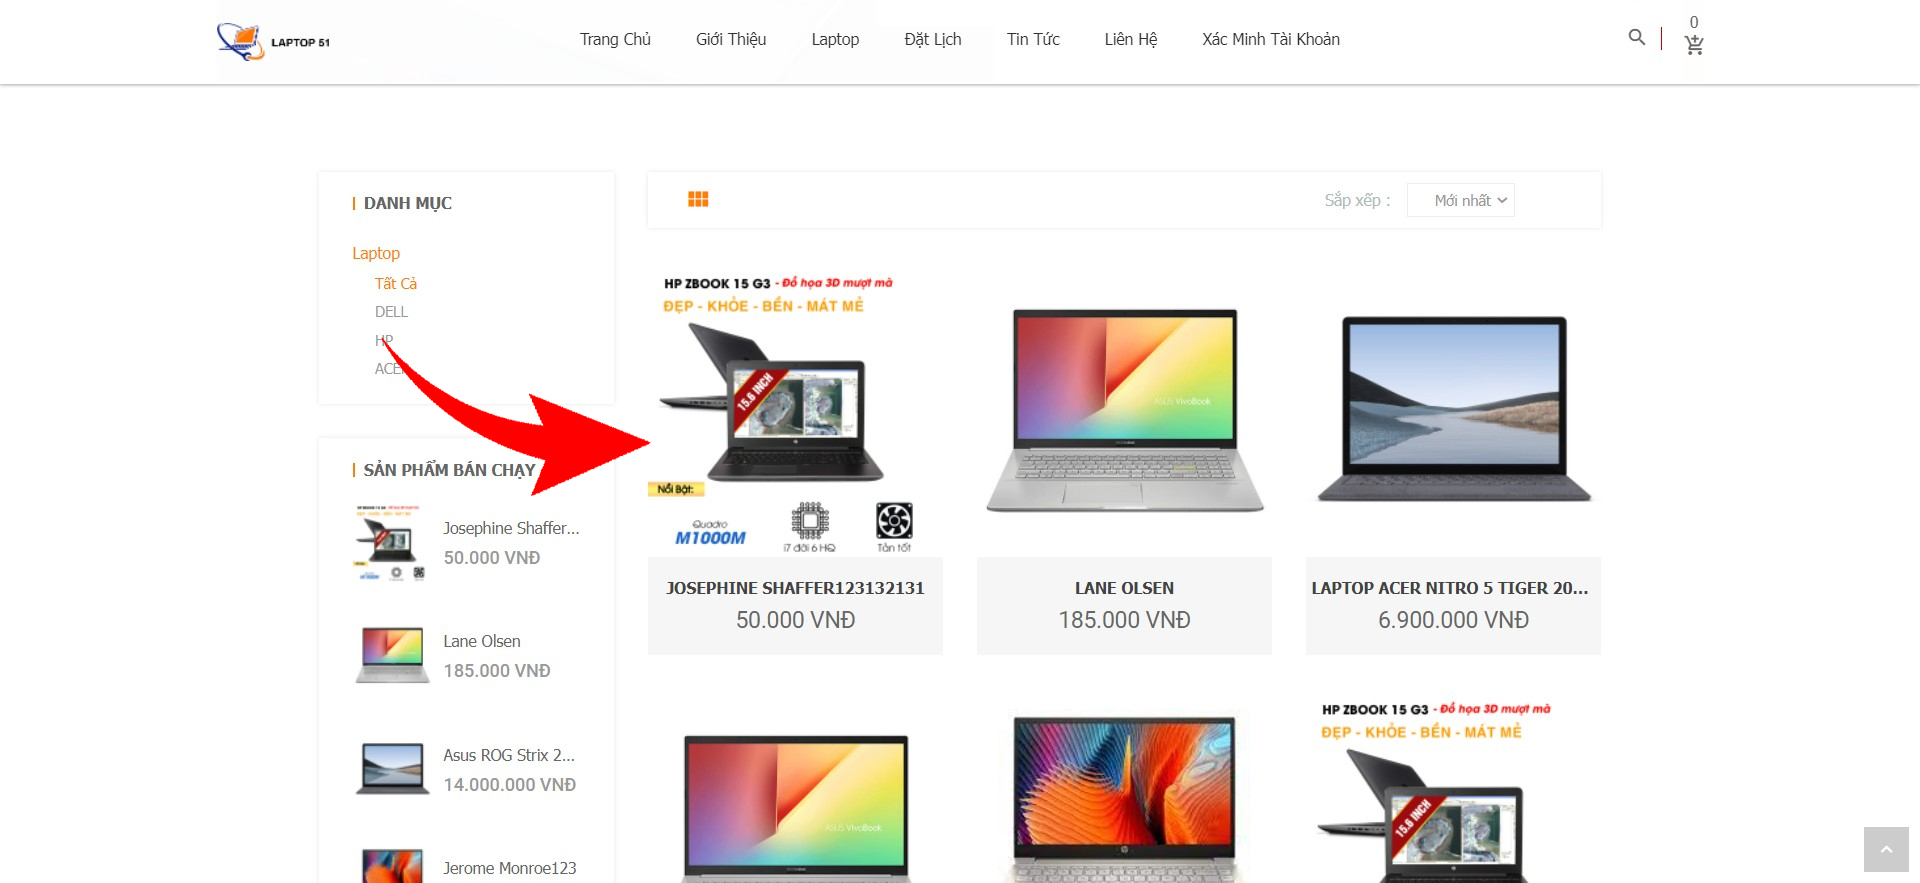 LAPTOP 51
Trang Chủ
Giới Thiệu
Laptop
Đặt Lịch
Tin Tức
Liên Hệ
Xác Minh Tài Khoản
0
DANH MỤC
Laptop
Tất Cả
DELL
HP
ACER
SẢN PHẨM BÁN CHẠY
Josephine Shaffer...
50.000 VNĐ
Lane Olsen
185.000 VNĐ
Asus ROG Strix 2...
14.000.000 VNĐ
Jerome Monroe123
Sắp xếp :
Mới nhất
HP ZBOOK 15 G3 - Đồ họa 3D mượt mà
ĐẸP - KHỎE - BỀN - MÁT MẺ
15.6 INCH
Nổi Bật:
Quadro
M1000M
i7 đời 6 HQ
Tản tốt
JOSEPHINE SHAFFER123132131
50.000 VNĐ
ASUS VivoBook
LANE OLSEN
185.000 VNĐ
LAPTOP ACER NITRO 5 TIGER 20...
6.900.000 VNĐ
ASUS VivoBook
HP ZBOOK 15 G3 - Đồ họa 3D mượt mà
ĐẸP - KHỎE - BỀN - MÁT MẺ
15.6 INCH